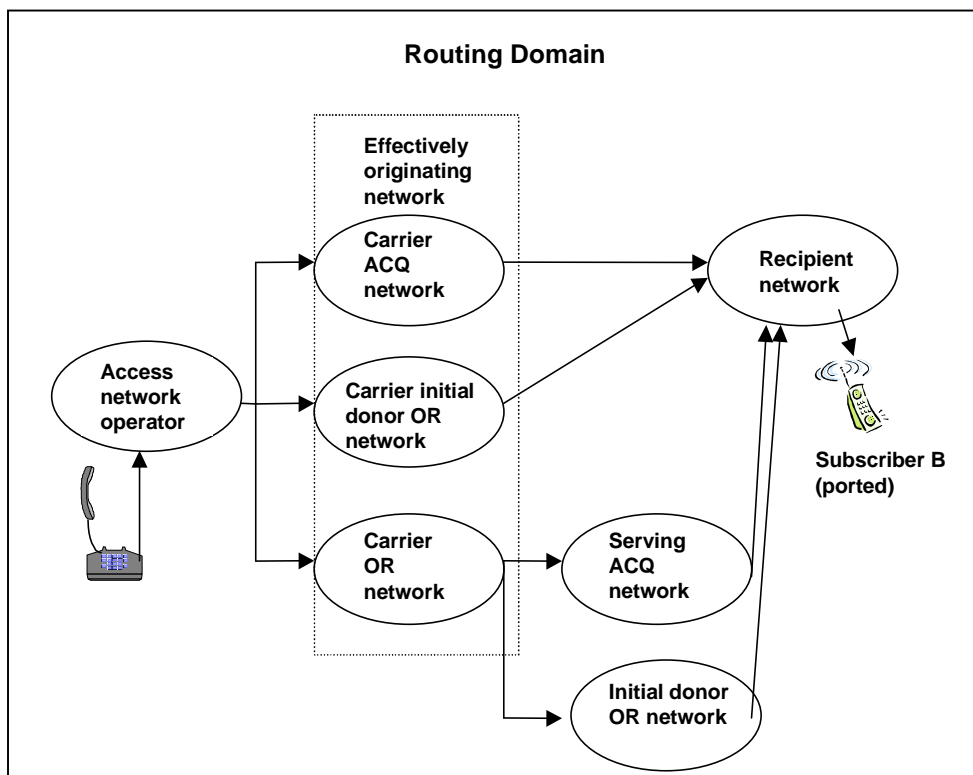 Routing Domain
Effectively
originating
network
Carrier
ACQ
network
Recipient
network
Access
network
operator
Carrier initial
donor OR
network
Subscriber B
(ported)
Carrier
OR
network
Serving
ACQ
network
Initial donor
OR network